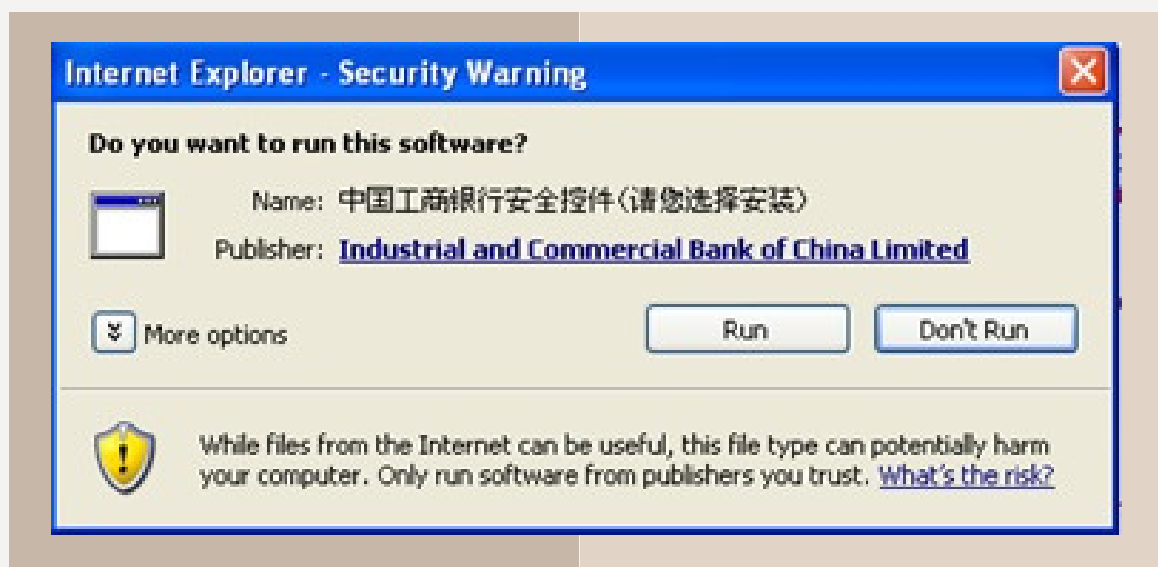 Internet Explorer - Security Warning
Do you want to run this software?
Name: 中国工商银行安全控件(请您选择安装)
Publisher: Industrial and Commercial Bank of China Limited
More options
Run
Don't Run
While files from the Internet can be useful, this file type can potentially harm
your computer. Only run software from publishers you trust. What's the risk?